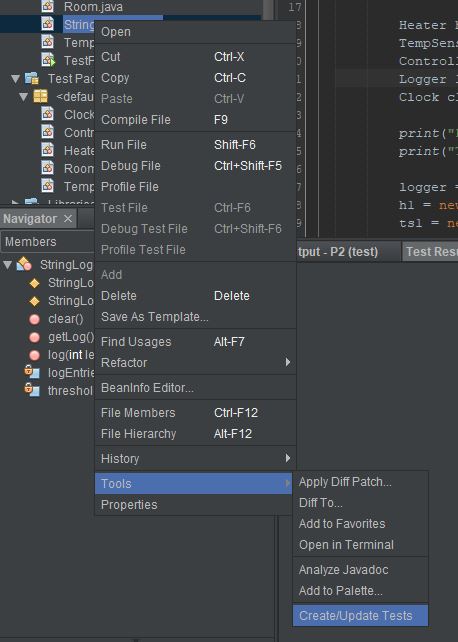 Room.java
String
Temp
TestF
Test Pac
<defau
Clock
Contr
Heate
Room
Temp
Libraries
Navigator ×
Members
StringLog
StringLo
StringLo
clear()
getLog()
log(int le
logEntrie
threshol
Open
Cut Ctrl-X
Copy Ctrl-C
Paste Ctrl-V
Compile File F9
Run File Shift-F6
Debug File Ctrl+Shift-F5
Profile File
Test File Ctrl-F6
Debug Test File Ctrl+Shift-F6
Profile Test File
Add
Delete Delete
Save As Template...
Find Usages Alt-F7
Refactor
BeanInfo Editor...
File Members Ctrl-F12
File Hierarchy Alt-F12
History
Tools
Properties
Apply Diff Patch...
Diff To...
Add to Favorites
Open in Terminal
Analyze Javadoc
Add to Palette...
Create/Update Tests
17
Heater
TempSens
Control
Logger
Clock cl
print("
print("
logger =
h1 = new
ts1 = ne
tput - P2 (test)
Test Resu